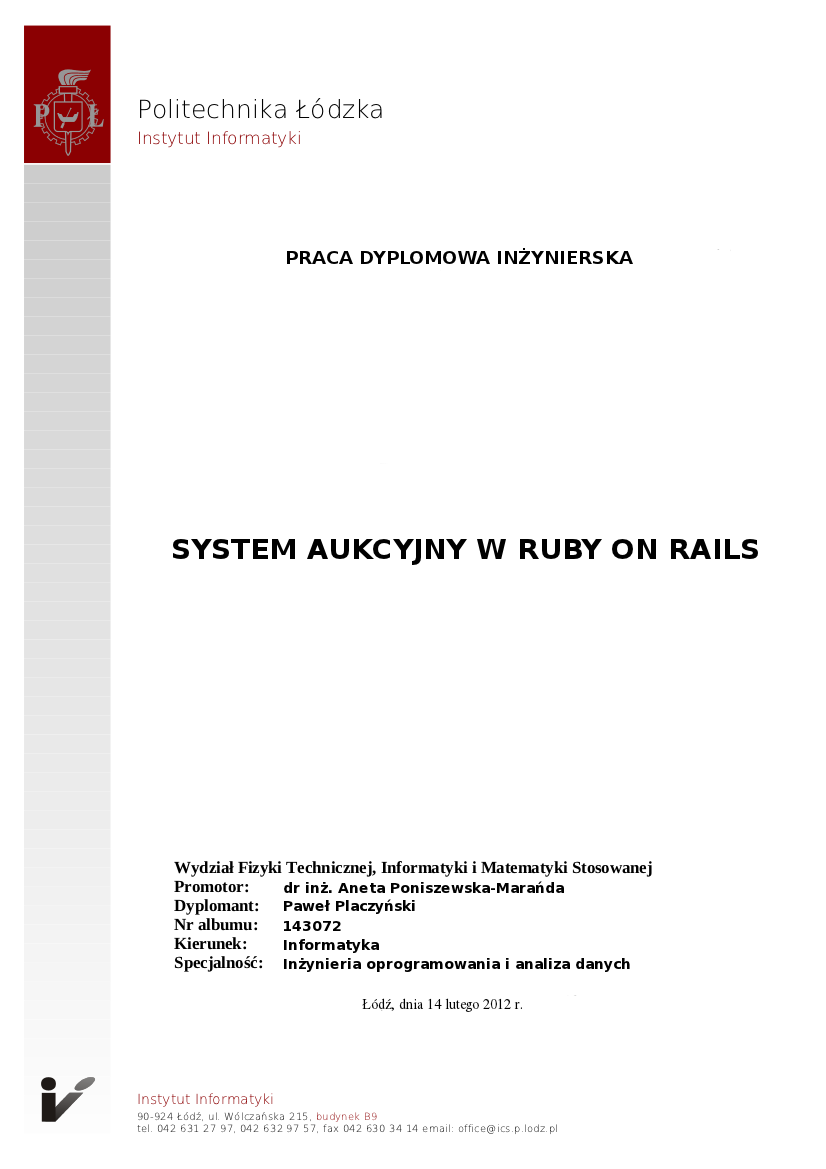 P Ł
Politechnika Łódzka
Instytut Informatyki
PRACA DYPLOMOWA INŻYNIERSKA
SYSTEM AUKCYJNY W RUBY ON RAILS
Wydział Fizyki Technicznej, Informatyki i Matematyki Stosowanej
Promotor: dr inż. Aneta Poniszewska-Marańda
Dyplomant: Paweł Placzyński
Nr albumu: 143072
Kierunek: Informatyka
Specjalność: Inżynieria oprogramowania i analiza danych
Łódź, dnia 14 lutego 2012 r.
Instytut Informatyki
90-924 Łódź, ul. Wólczańska 215, budynek B9
tel. 042 631 27 97, 042 632 97 57, fax 042 630 34 14 email: office@ics.p.lodz.pl